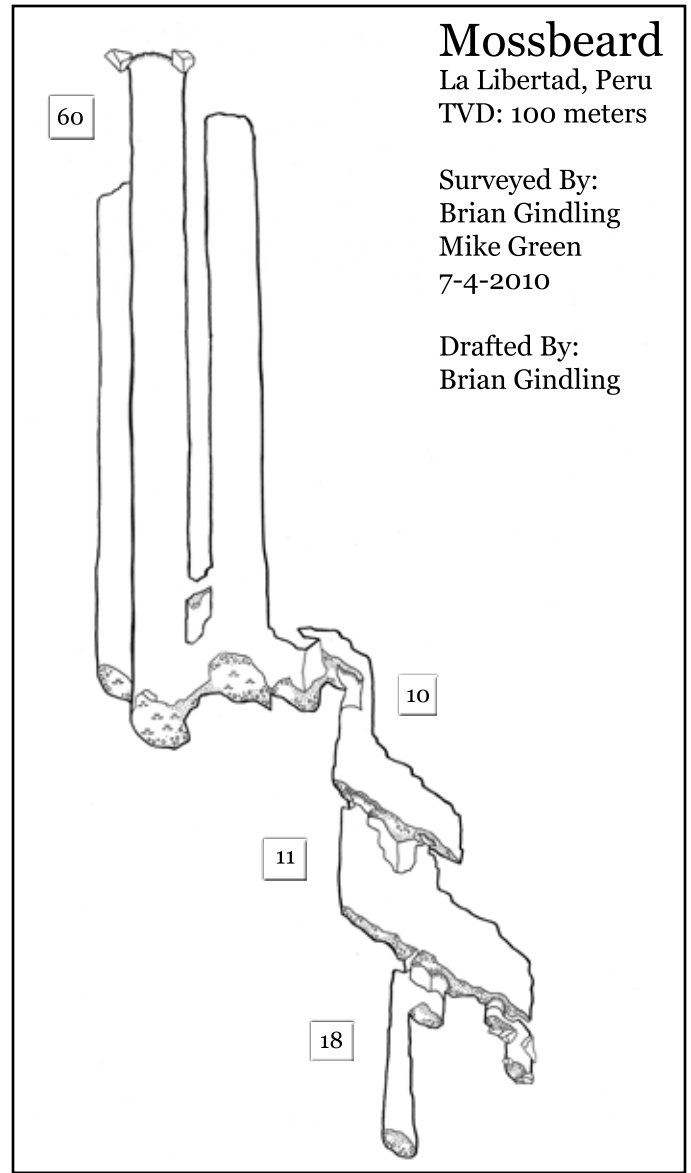 Mossbeard
La Libertad, Peru
TVD: 100 meters
Surveyed By:
Brian Gindling
Mike Green
7-4-2010
Drafted By:
Brian Gindling
60
10
11
18